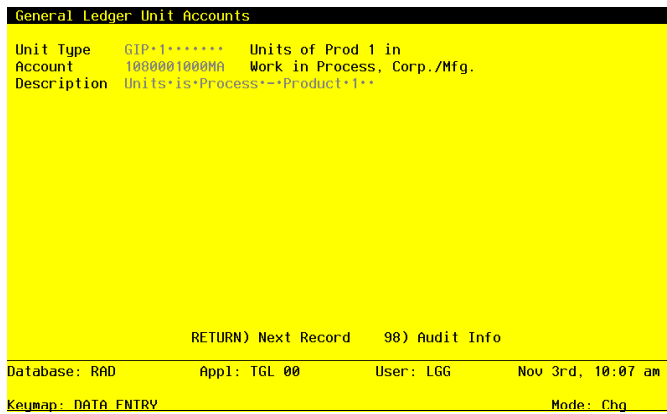 General Ledger Unit Accounts
Unit Type GIP·1······· Units of Prod 1 in
Account 1080001000MA Work in Process, Corp./Mfg.
Description Units·is·Process·-·Product·1··
RETURN) Next Record 98) Audit Info
Database: RAD Appl: TGL 00 User: LGG Nov 3rd, 10:07 am
Keymap: DATA ENTRY Mode: Chg